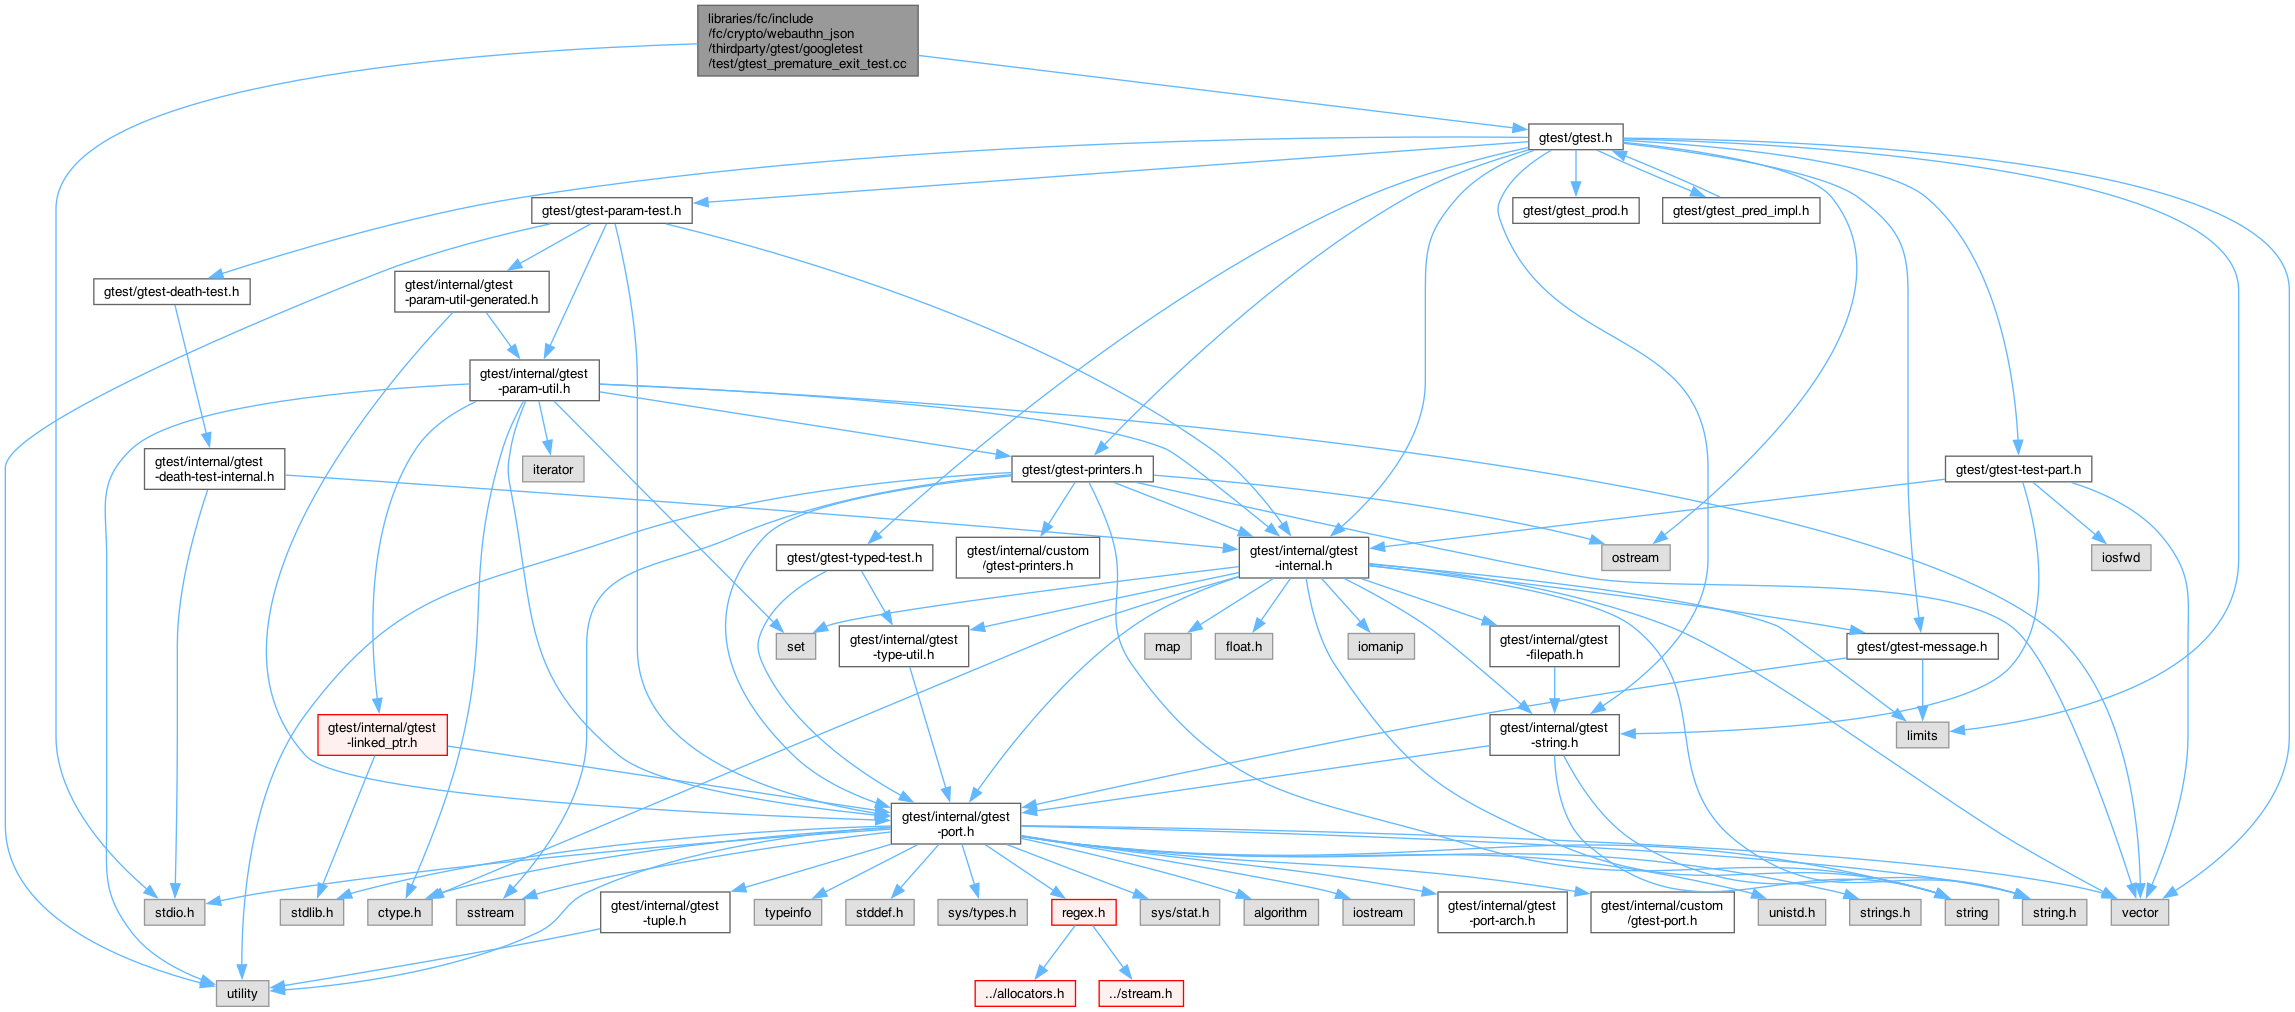 libraries/fc/include
/fc/crypto/webauthn_json
/thirdparty/gtest/googletest
/test/gtest_premature_exit_test.cc
gtest/gtest.h
gtest/gtest-param-test.h
gtest/gtest_prod.h
gtest/gtest_pred_impl.h
gtest/gtest-death-test.h
gtest/internal/gtest
-param-util-generated.h
gtest/internal/gtest
-param-util.h
gtest/internal/gtest
-death-test-internal.h
iterator
gtest/gtest-printers.h
gtest/gtest-test-part.h
gtest/gtest-typed-test.h
gtest/internal/custom
/gtest-printers.h
gtest/internal/gtest
-internal.h
ostream
iosfwd
set
gtest/internal/gtest
-type-util.h
map
float.h
iomanip
gtest/internal/gtest
-filepath.h
gtest/gtest-message.h
gtest/internal/gtest
-linked_ptr.h
gtest/internal/gtest
-string.h
limits
gtest/internal/gtest
-port.h
stdio.h
stdlib.h
ctype.h
sstream
gtest/internal/gtest
-tuple.h
typeinfo
stddef.h
sys/types.h
regex.h
sys/stat.h
algorithm
iostream
gtest/internal/gtest
-port-arch.h
gtest/internal/custom
/gtest-port.h
unistd.h
strings.h
string
string.h
vector
utility
../allocators.h
../stream.h